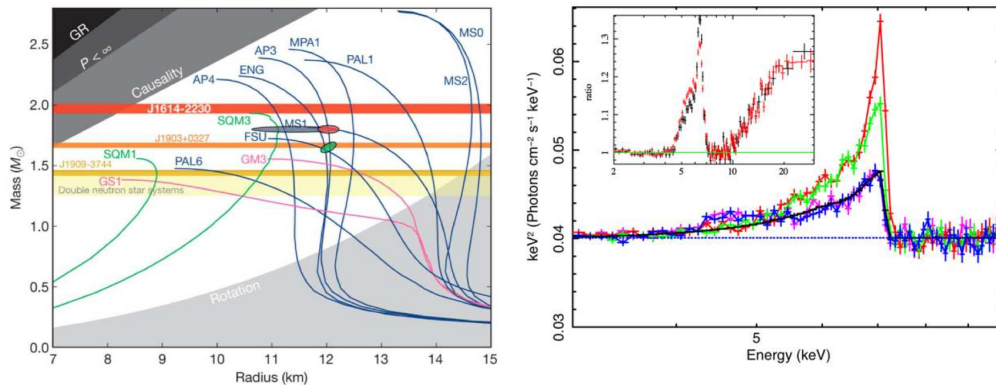 GR
P < ∞
Causality
MS0
MPA1
AP3
PAL1
ENG
AP4
MS2
J1614-2230
SQM3
MS1
FSU
J1903+0327
SQM1
J1909-3744
PAL6
GM3
Double neutron star systems
GS1
Rotation
Mass (M☉)
2.5
2.0
1.5
1.0
0.5
0.0
7 8 9 10 11 12 13 14 15
Radius (km)
keV² (Photons cm⁻² s⁻¹ keV⁻¹)
0.06
0.05
0.04
0.03
ratio
1.3
1.2
1.1
1
2 5 10 20
5
Energy (keV)